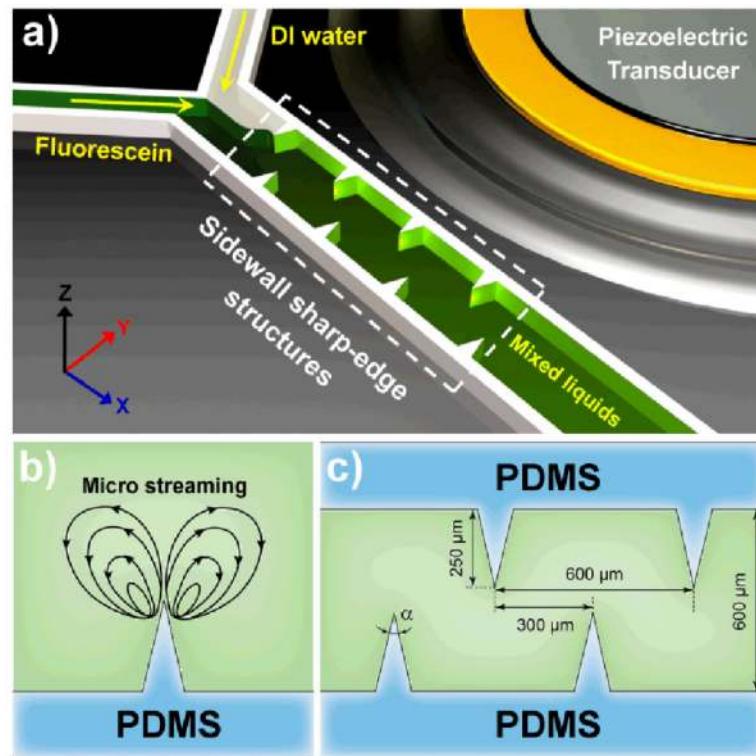 a)
DI water
Piezoelectric
Transducer
Fluorescein
Sidewall sharp-edge
structures
Mixed liquids
Z
Y
X
b)
Micro streaming
PDMS
c)
PDMS
250 μm
600 μm
300 μm
α
600 μm
PDMS